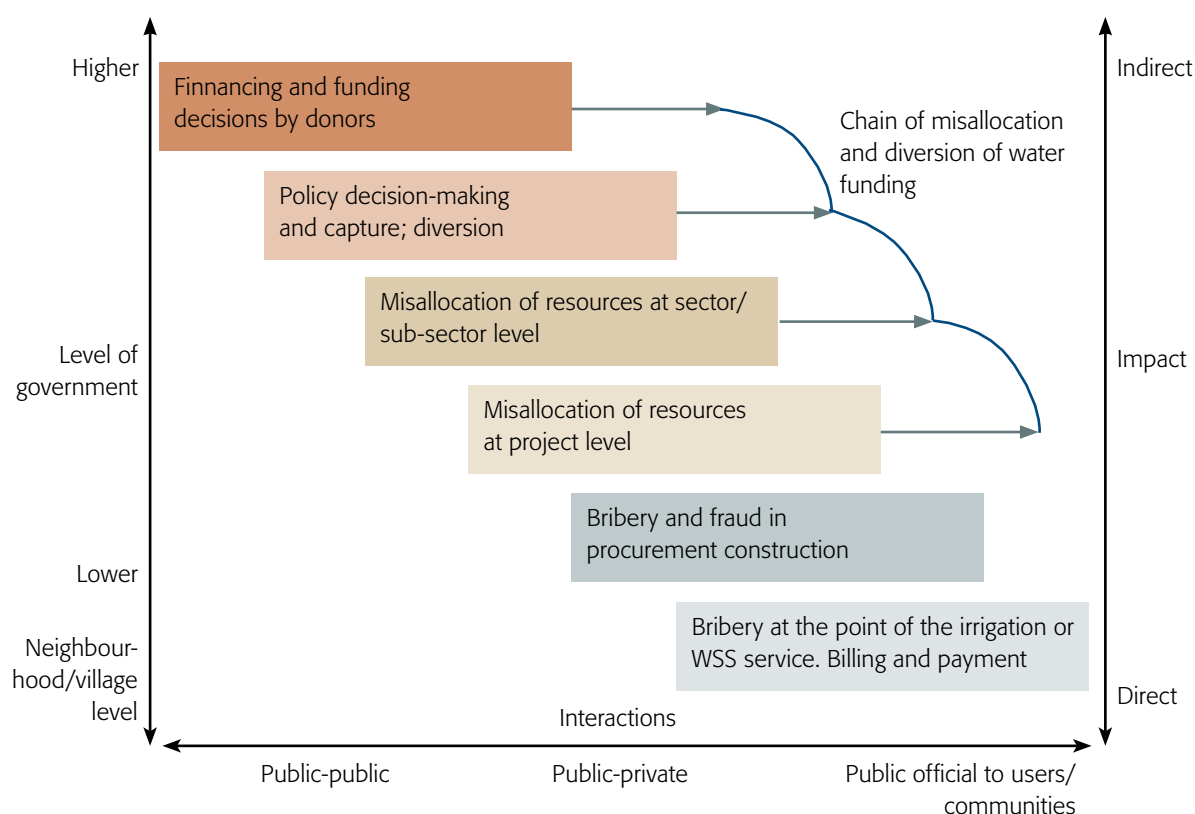 Higher
Finnancing and funding
decisions by donors
Indirect
Chain of misallocation
and diversion of water
funding
Policy decision-making
and capture; diversion
Misallocation of resources at sector/
sub-sector level
Level of
government
Impact
Misallocation of resources
at project level
Bribery and fraud in
procurement construction
Lower
Bribery at the point of the irrigation or
WSS service. Billing and payment
Neighbour-
hood/village
level
Direct
Interactions
Public-public
Public-private
Public official to users/
communities